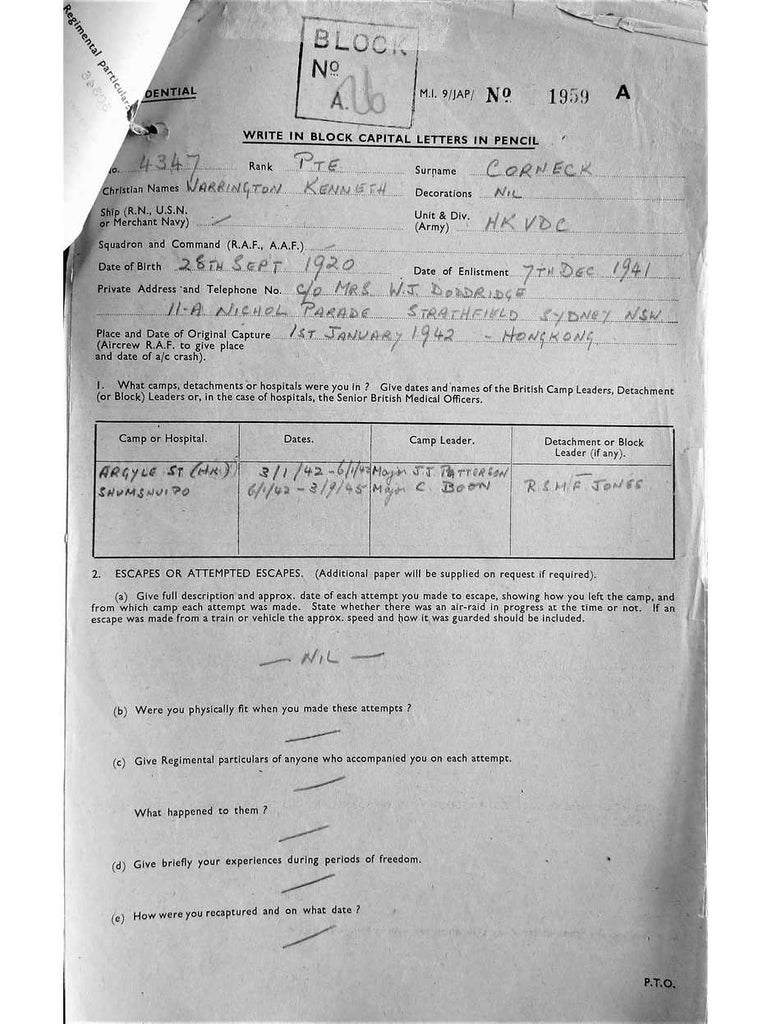 Regimental particulars
BLOCK
No
A. 26
DENTIAL
M.I. 9/JAP/ No 1959 A
WRITE IN BLOCK CAPITAL LETTERS IN PENCIL
No. 4347 Rank PTE Surname CORNECK
Christian Names WARRINGTON KENNETH Decorations NIL
Ship (R.N., U.S.N.
or Merchant Navy)
Unit & Div.
(Army) HKVDC
Squadron and Command (R.A.F., A.A.F.)
Date of Birth 28TH SEPT 1920 Date of Enlistment 7TH DEC 1941
Private Address and Telephone No. C/O MRS W.J. DODDRIDGE
11-A NICHOL PARADE STRATHFIELD SYDNEY NSW
Place and Date of Original Capture 1ST JANUARY 1942 - HONGKONG
(Aircrew R.A.F. to give place
and date of a/c crash).
1. What camps, detachments or hospitals were you in ? Give dates and names of the British Camp Leaders, Detachment
(or Block) Leaders or, in the case of hospitals, the Senior British Medical Officers.
Camp or Hospital. Dates. Camp Leader. Detachment or Block
Leader (if any).
ARGYLE ST (HK) 3/1/42 - 6/1/42 Major J.J. PATTERSON
SHUMSHUIPO 6/1/42 - 3/9/45 Major C. BOON R.S.M F. JONES
2. ESCAPES OR ATTEMPTED ESCAPES. (Additional paper will be supplied on request if required).
(a) Give full description and approx. date of each attempt you made to escape, showing how you left the camp, and
from which camp each attempt was made. State whether there was an air-raid in progress at the time or not. If an
escape was made from a train or vehicle the approx. speed and how it was guarded should be included.
— NIL —
(b) Were you physically fit when you made these attempts ?
(c) Give Regimental particulars of anyone who accompanied you on each attempt.
What happened to them ?
(d) Give briefly your experiences during periods of freedom.
(e) How were you recaptured and on what date ?
P.T.O.